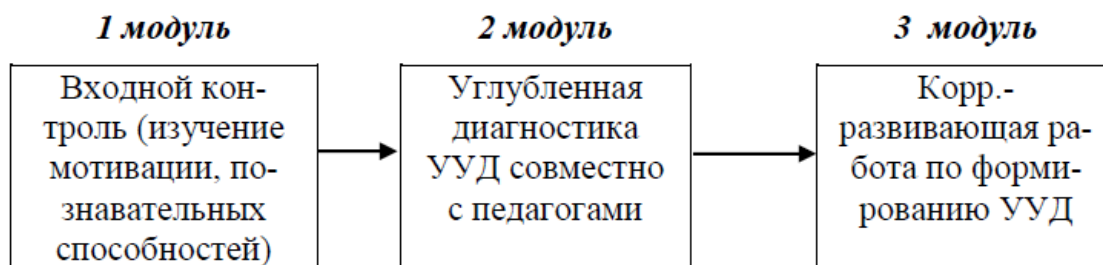 1 модуль
Входной кон-
троль (изучение
мотивации, по-
знавательных
способностей)
2 модуль
Углубленная
диагностика
УУД совместно
с педагогами
3 модуль
Корр.-
развивающая ра-
бота по форми-
рованию УУД